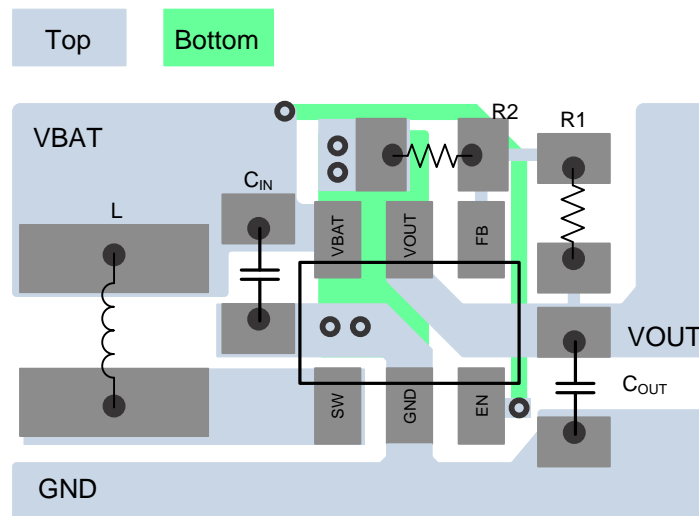 Top
Bottom
R2
R1
VBAT
CIN
L
VBAT
VOUT
FB
VOUT
COUT
SW
GND
EN
GND